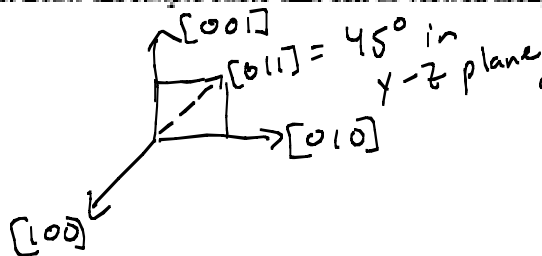 [001]
[011] = 45° in
y-z plane,
[010]
[100]